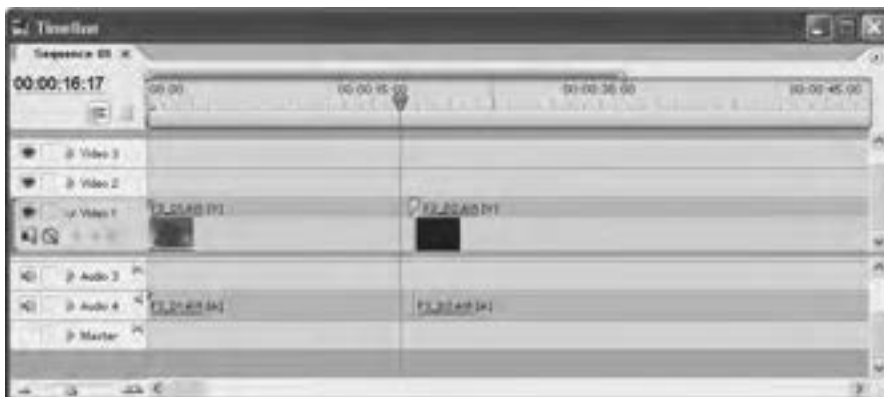 Timeline
Sequence 01 x
00:00:16:17
00:00
00:00:15:00
00:00:30:00
00:00:45:00
Video 3
Video 2
Video 1
Audio 3
Audio 4
Master